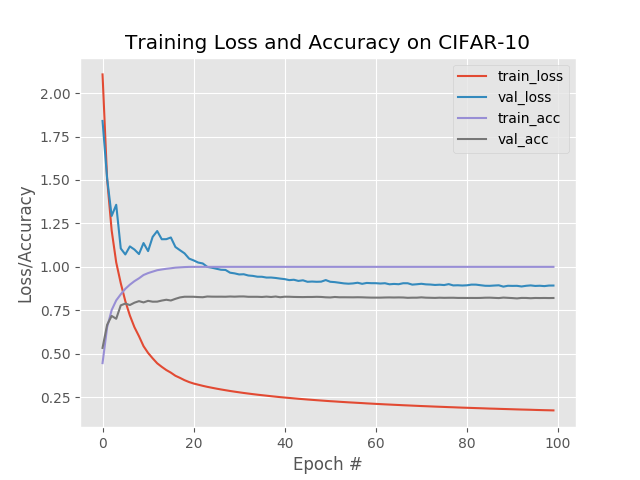 Training Loss and Accuracy on CIFAR-10
train_loss
val_loss
train_acc
val_acc
Loss/Accuracy
2.00
1.75
1.50
1.25
1.00
0.75
0.50
0.25
0 20 40 60 80 100
Epoch #